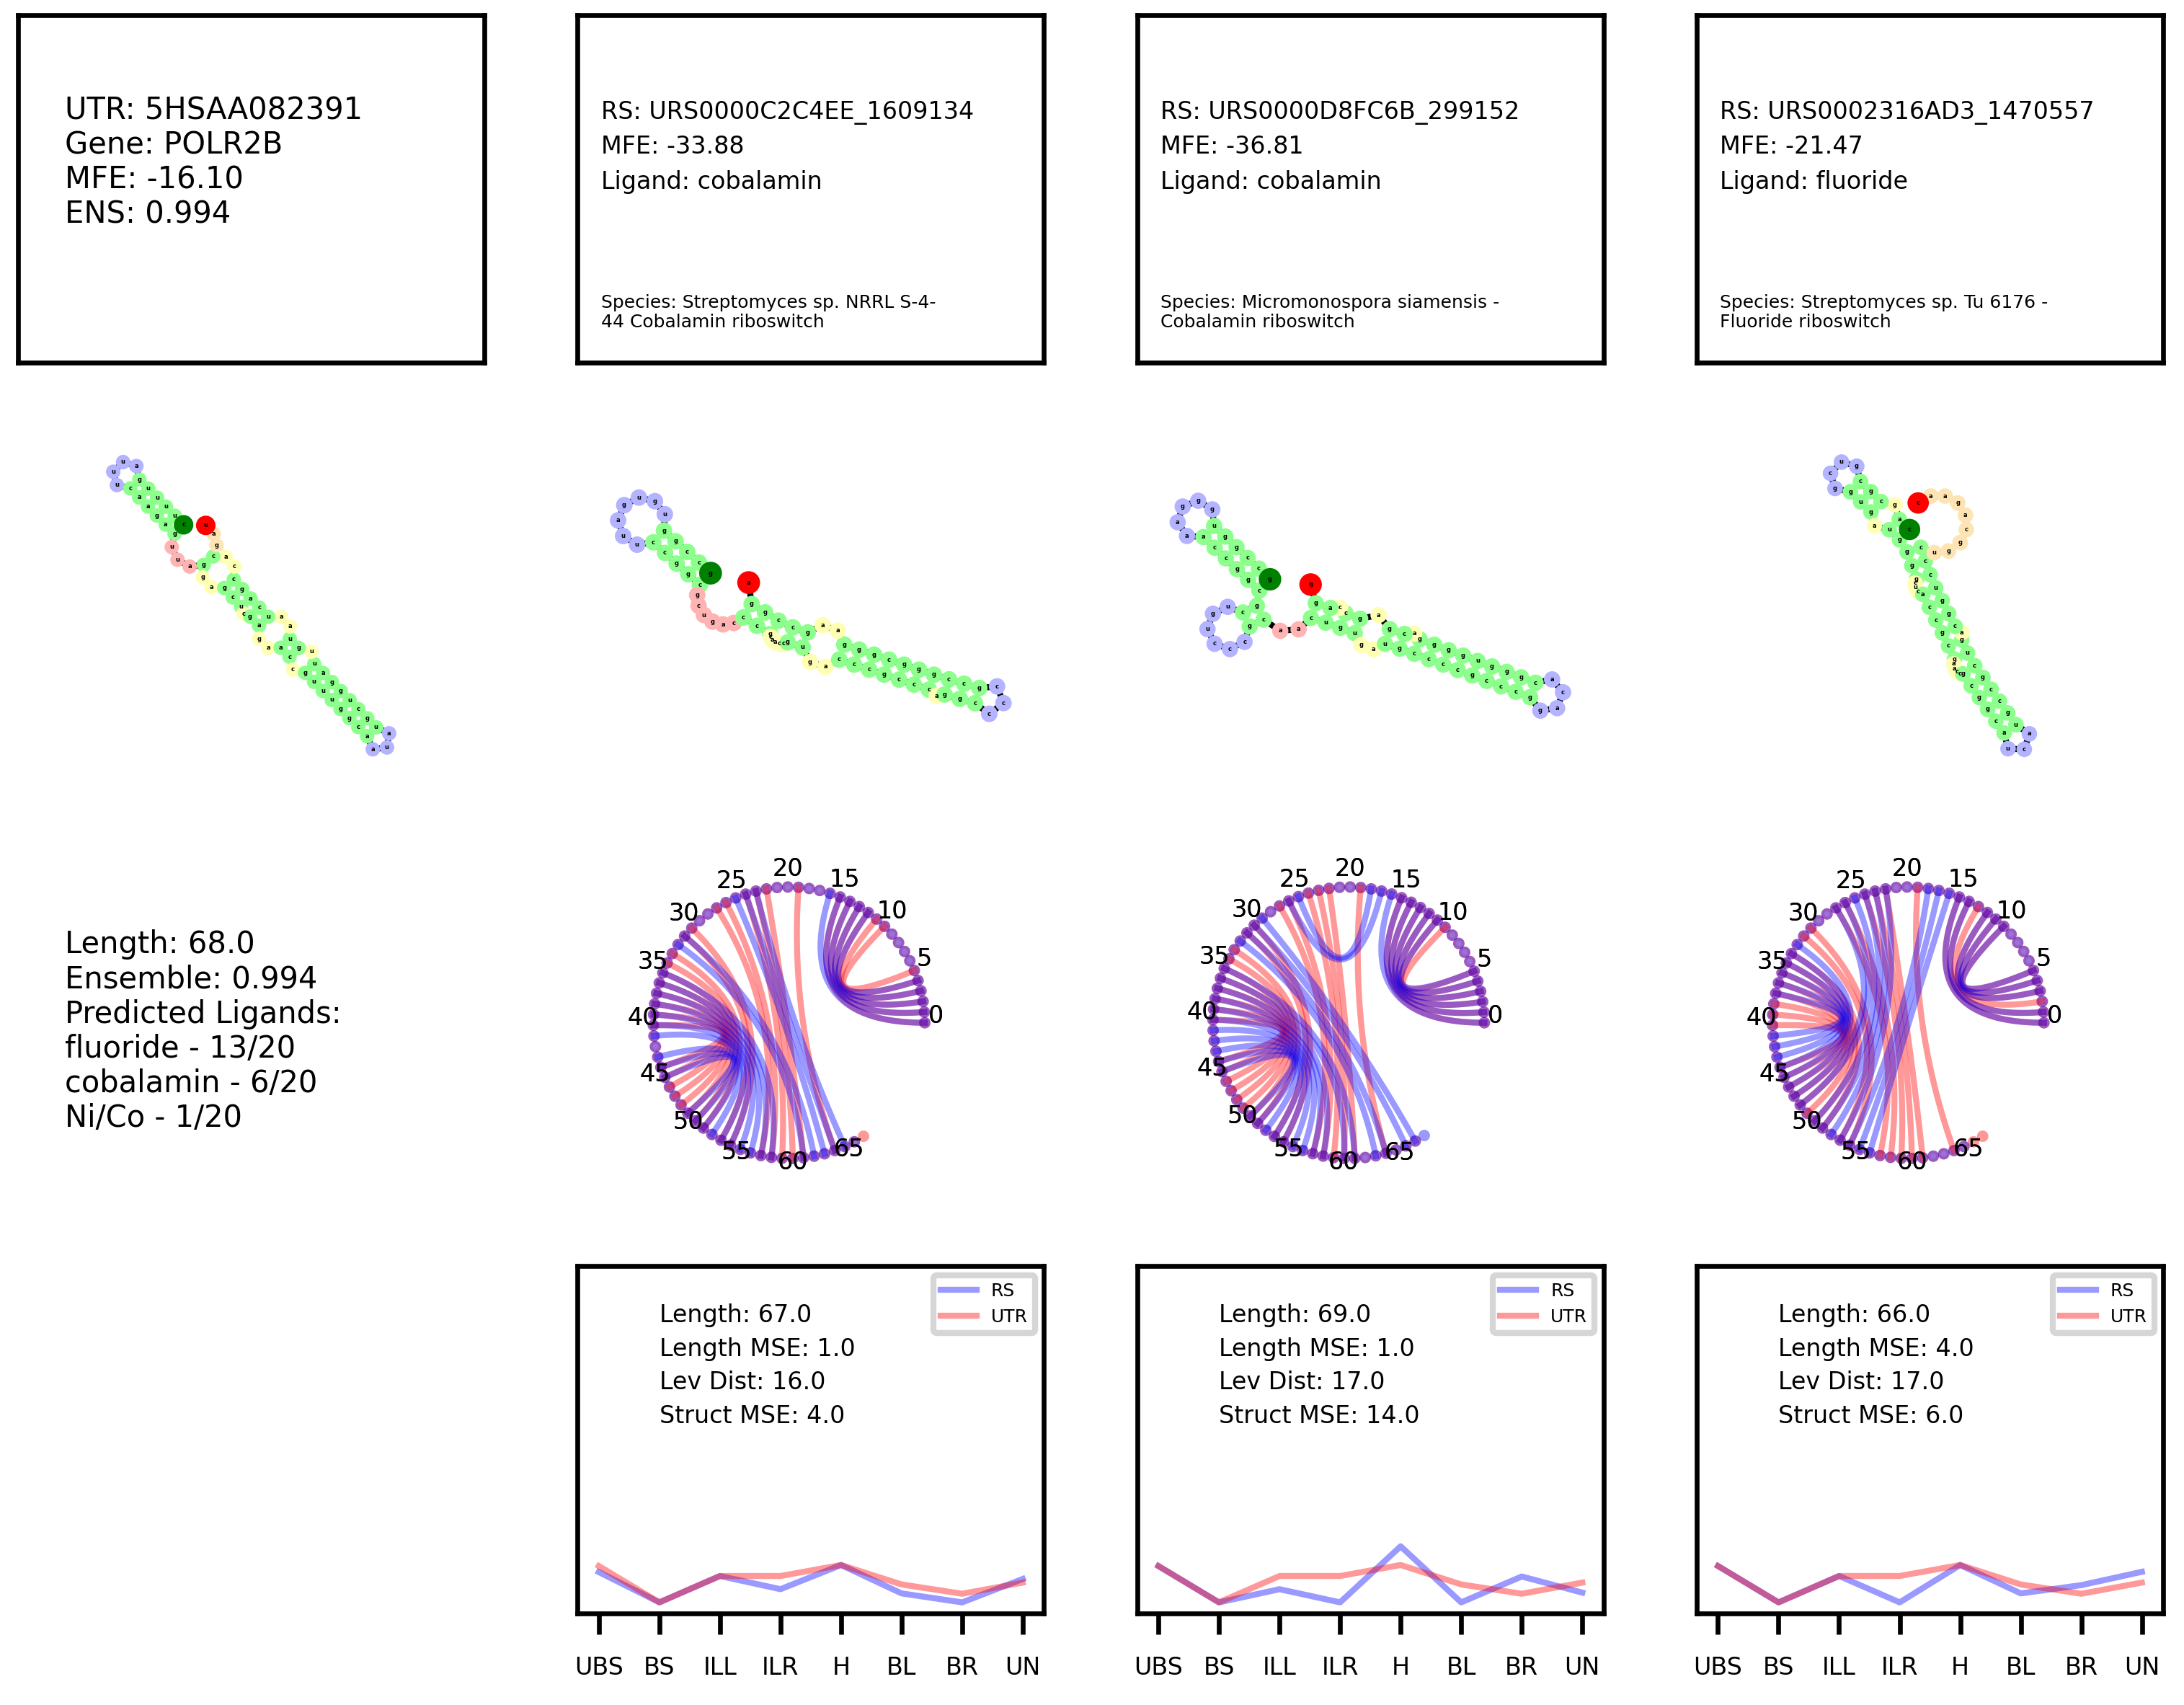 UTR: 5HSAA082391
Gene: POLR2B
MFE: -16.10
ENS: 0.994
RS: URS0000C2C4EE_1609134
MFE: -33.88
Ligand: cobalamin
Species: Streptomyces sp. NRRL S-4-
44 Cobalamin riboswitch
RS: URS0000D8FC6B_299152
MFE: -36.81
Ligand: cobalamin
Species: Micromonospora siamensis -
Cobalamin riboswitch
RS: URS0002316AD3_1470557
MFE: -21.47
Ligand: fluoride
Species: Streptomyces sp. Tu 6176 -
Fluoride riboswitch
Length: 68.0
Ensemble: 0.994
Predicted Ligands:
fluoride - 13/20
cobalamin - 6/20
Ni/Co - 1/20
0
5
10
15
20
25
30
35
40
45
50
55
60
65
0
5
10
15
20
25
30
35
40
45
50
55
60
65
0
5
10
15
20
25
30
35
40
45
50
55
60
65
RS
UTR
Length: 67.0
Length MSE: 1.0
Lev Dist: 16.0
Struct MSE: 4.0
UBS BS ILL ILR H BL BR UN
RS
UTR
Length: 69.0
Length MSE: 1.0
Lev Dist: 17.0
Struct MSE: 14.0
UBS BS ILL ILR H BL BR UN
RS
UTR
Length: 66.0
Length MSE: 4.0
Lev Dist: 17.0
Struct MSE: 6.0
UBS BS ILL ILR H BL BR UN